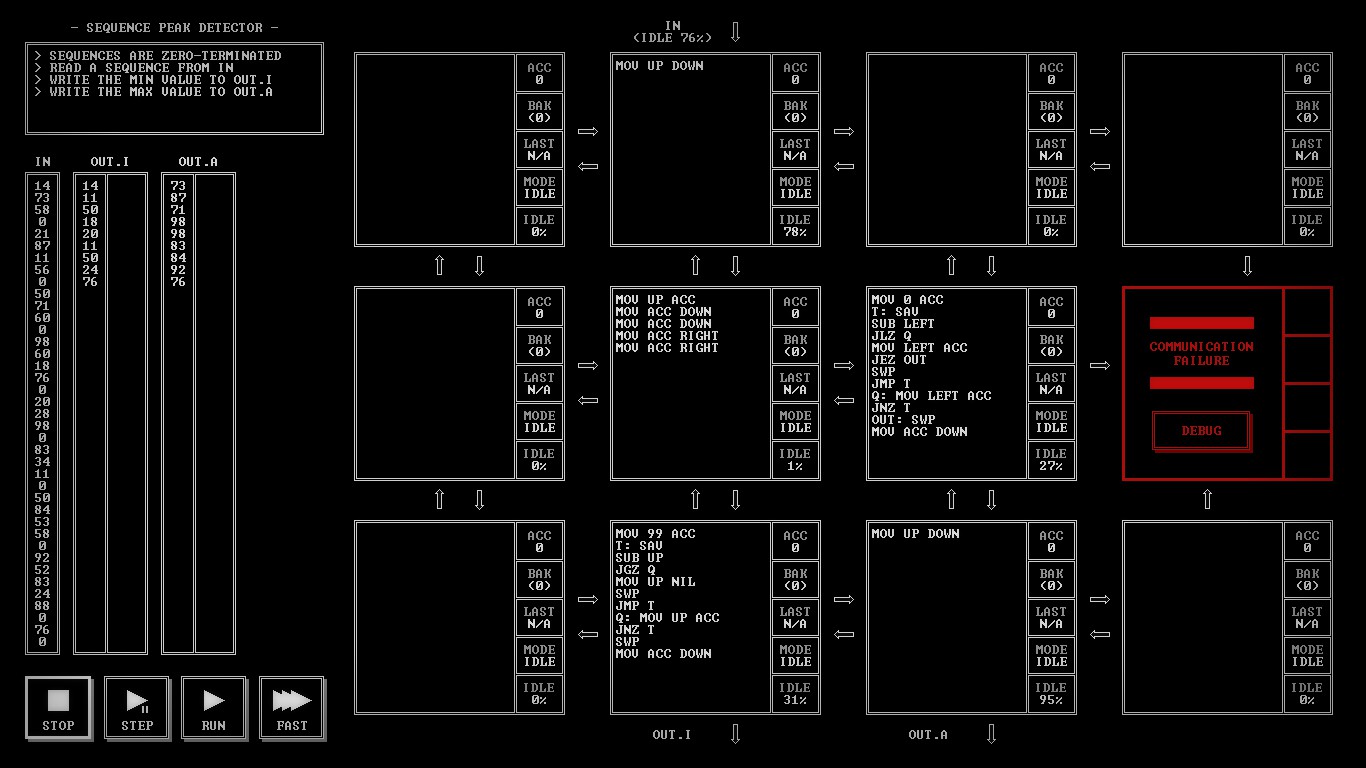 - SEQUENCE PEAK DETECTOR -
> SEQUENCES ARE ZERO-TERMINATED
> READ A SEQUENCE FROM IN
> WRITE THE MIN VALUE TO OUT.I
> WRITE THE MAX VALUE TO OUT.A
IN OUT.I OUT.A
14 14 73
73 11 87
58 50 71
0 18 98
21 20 98
87 11 83
11 50 84
56 24 92
0 76 76
50
71
60
0
98
60
18
76
0
20
28
98
0
83
34
11
0
50
84
53
58
0
92
52
83
24
88
0
76
0
STOP
STEP
RUN
FAST
IN
(IDLE 76%)
ACC
0
BAK
(0)
LAST
N/A
MODE
IDLE
IDLE
0%
MOV UP DOWN
ACC
0
BAK
(0)
LAST
N/A
MODE
IDLE
IDLE
78%
ACC
0
BAK
(0)
LAST
N/A
MODE
IDLE
IDLE
0%
ACC
0
BAK
(0)
LAST
N/A
MODE
IDLE
IDLE
0%
ACC
0
BAK
(0)
LAST
N/A
MODE
IDLE
IDLE
0%
MOV UP ACC
MOV ACC DOWN
MOV ACC DOWN
MOV ACC RIGHT
MOV ACC RIGHT
ACC
0
BAK
(0)
LAST
N/A
MODE
IDLE
IDLE
1%
MOV 0 ACC
T: SAV
SUB LEFT
JLZ Q
MOV LEFT ACC
JEZ OUT
SWP
JMP T
Q: MOV LEFT ACC
JNZ T
OUT: SWP
MOV ACC DOWN
ACC
0
BAK
(0)
LAST
N/A
MODE
IDLE
IDLE
27%
COMMUNICATION
FAILURE
DEBUG
ACC
0
BAK
(0)
LAST
N/A
MODE
IDLE
IDLE
0%
MOV 99 ACC
T: SAV
SUB UP
JGZ Q
MOV UP NIL
SWP
JMP T
Q: MOV UP ACC
JNZ T
SWP
MOV ACC DOWN
ACC
0
BAK
(0)
LAST
N/A
MODE
IDLE
IDLE
31%
MOV UP DOWN
ACC
0
BAK
(0)
LAST
N/A
MODE
IDLE
IDLE
95%
ACC
0
BAK
(0)
LAST
N/A
MODE
IDLE
IDLE
0%
OUT.I
OUT.A